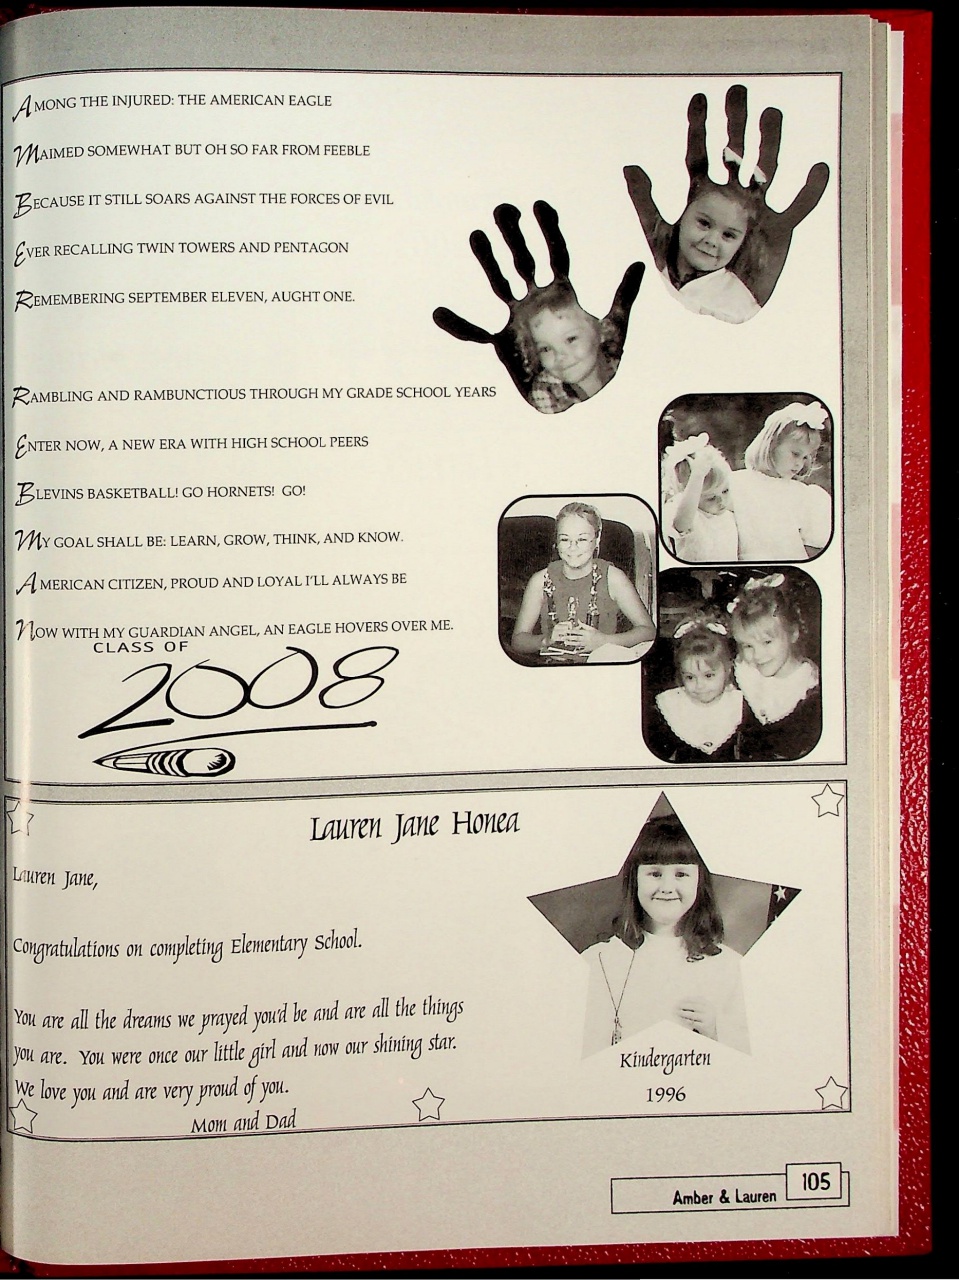 AMONG THE INJURED: THE AMERICAN EAGLE
MAIMED SOMEWHAT BUT OH SO FAR FROM FEEBLE
BECAUSE IT STILL SOARS AGAINST THE FORCES OF EVIL
EVER RECALLING TWIN TOWERS AND PENTAGON
REMEMBERING SEPTEMBER ELEVEN, AUGHT ONE.
RAMBLING AND RAMBUNCTIOUS THROUGH MY GRADE SCHOOL YEARS
ENTER NOW, A NEW ERA WITH HIGH SCHOOL PEERS
BLEVINS BASKETBALL! GO HORNETS! GO!
MY GOAL SHALL BE: LEARN, GROW, THINK, AND KNOW.
AMERICAN CITIZEN, PROUD AND LOYAL I'LL ALWAYS BE
NOW WITH MY GUARDIAN ANGEL, AN EAGLE HOVERS OVER ME.
CLASS OF
2008
Lauren Jane Honea
Lauren Jane,
Congratulations on completing Elementary School.
You are all the dreams we prayed you'd be and are all the things
you are. You were once our little girl and now our shining star.
We love you and are very proud of you.
Mom and Dad
Kindergarten
1996
Amber & Lauren
105